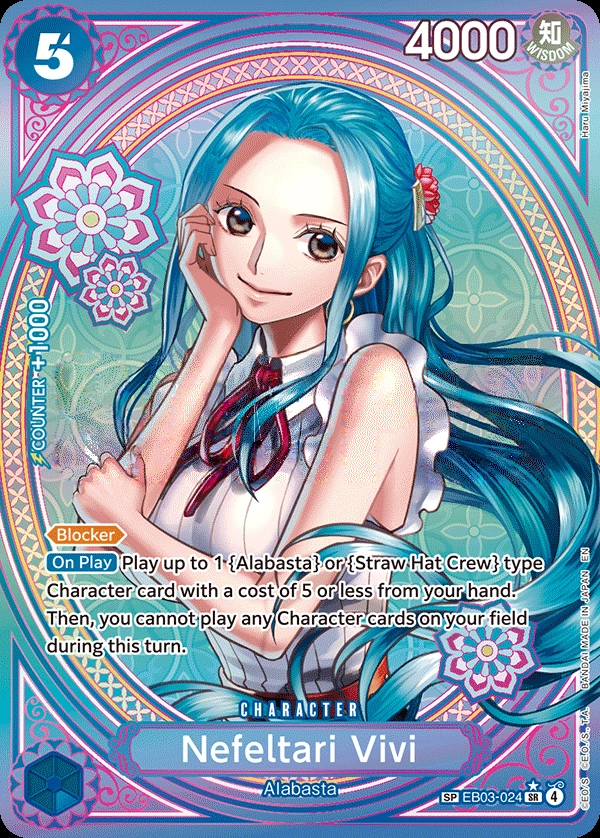 5
4000
知
WISDOM
Haru Miyajima
COUNTER +1000
Blocker
On Play Play up to 1 {Alabasta} or {Straw Hat Crew} type
Character card with a cost of 5 or less from your hand.
Then, you cannot play any Character cards on your field
during this turn.
©E.O./S. ©E.O./S., T.A. BANDAI MADE IN JAPAN EN
CHARACTER
Nefeltari Vivi
Alabasta
SP EB03-024 SR 4